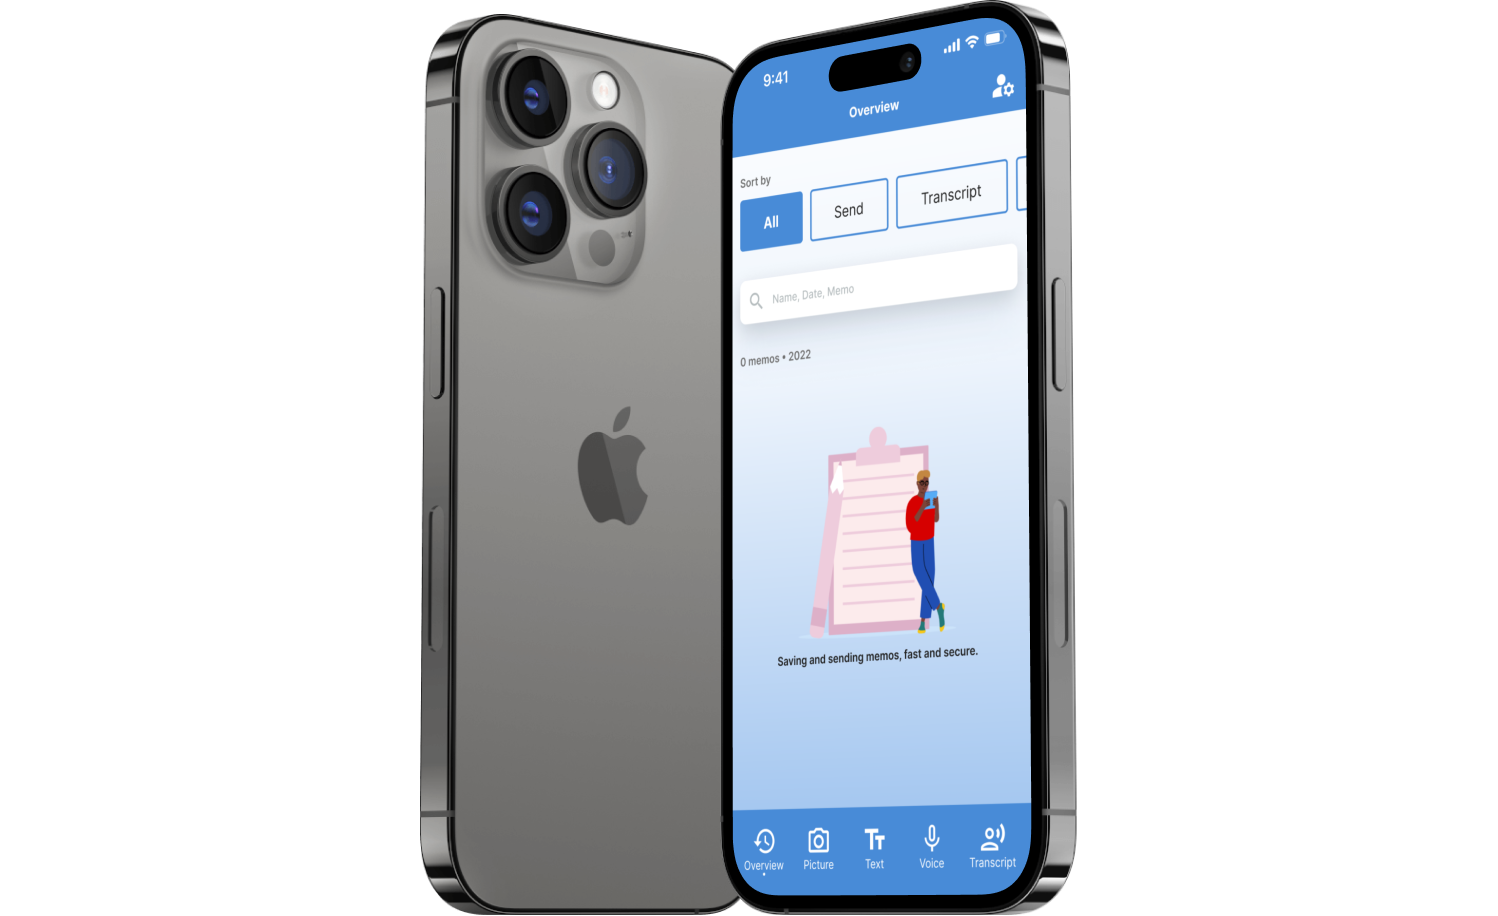 9:41
Overview
Sort by
All
Send
Transcript
Name, Date, Memo
0 memos • 2022
Saving and sending memos, fast and secure.
Overview
Picture
Text
Voice
Transcript